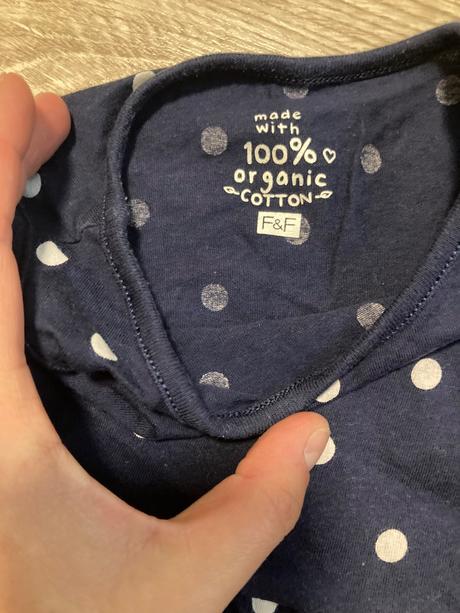 made
with
100%
organic
COTTON
F&F